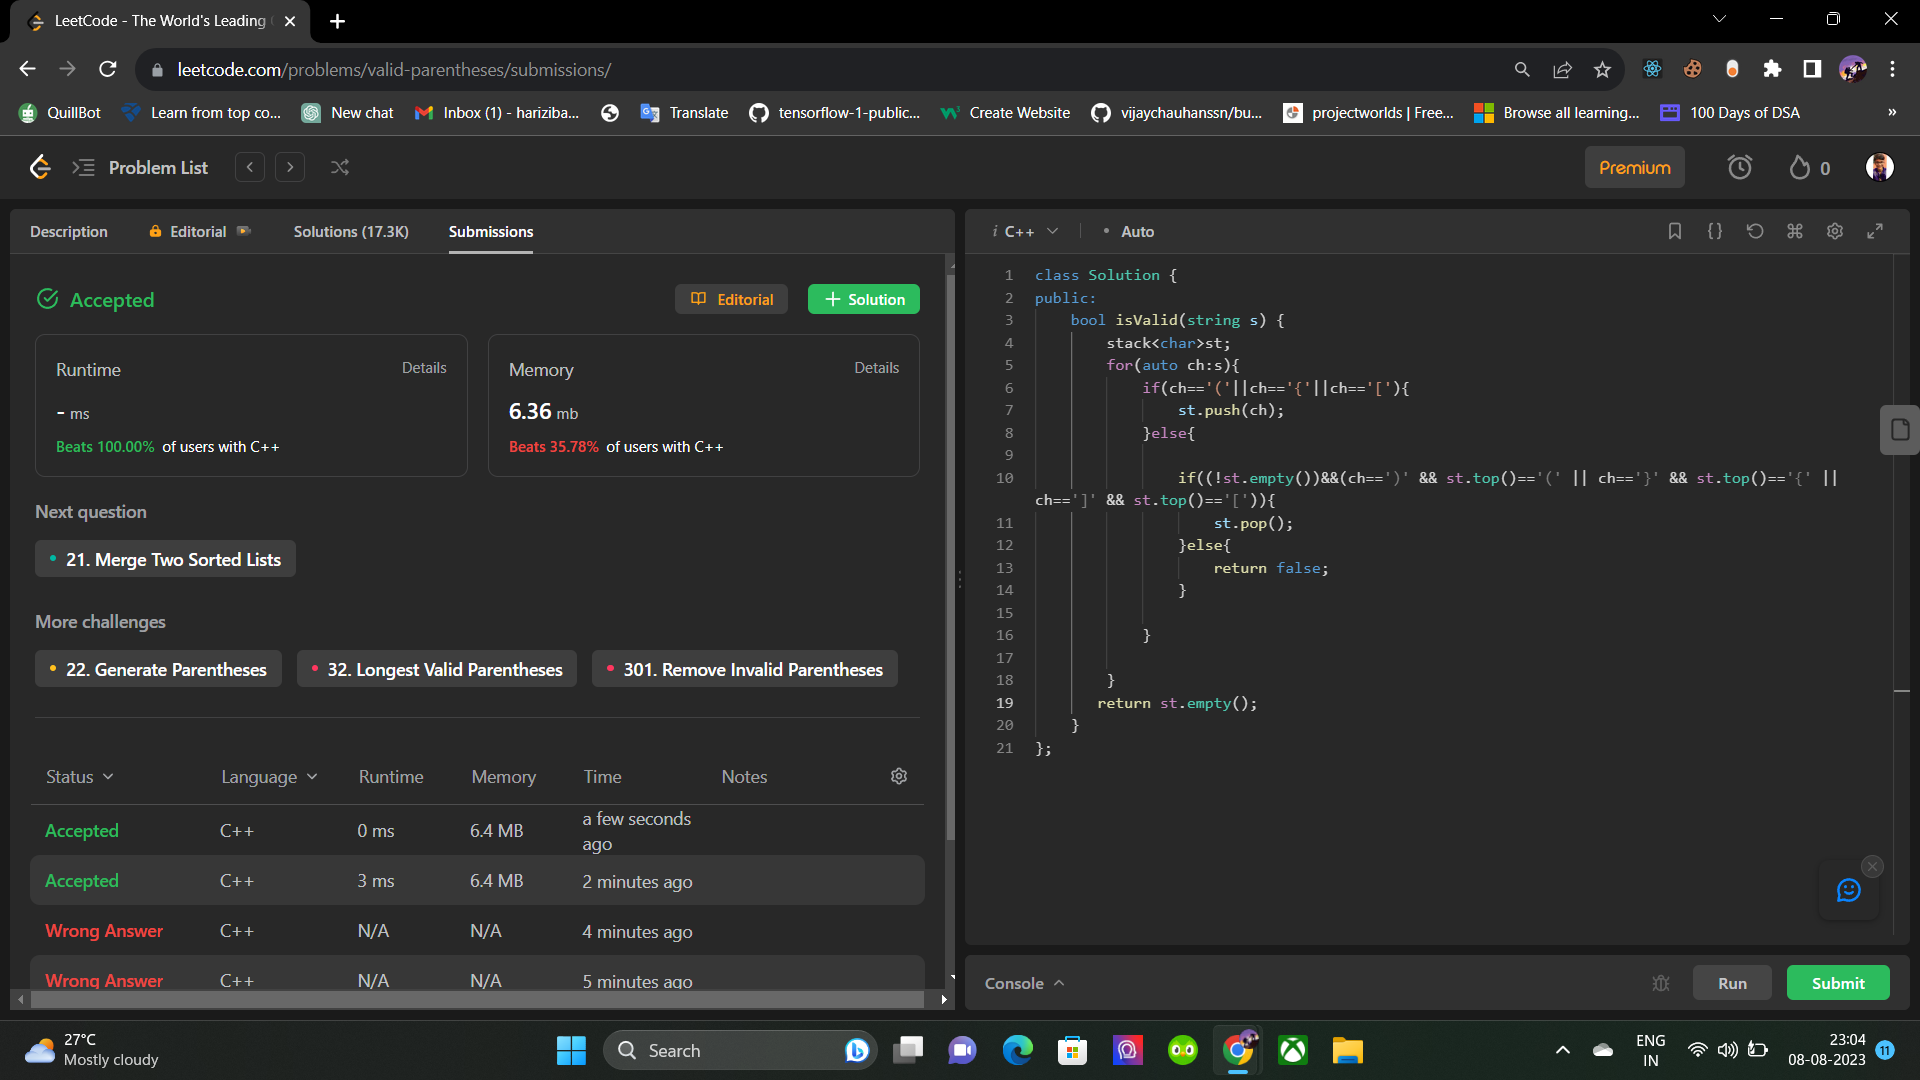 LeetCode - The World's Leading
leetcode.com/problems/valid-parentheses/submissions/
QuillBot
Learn from top co...
New chat
Inbox (1) - hariziba...
Translate
tensorflow-1-public...
Create Website
vijaychauhanssn/bu...
projectworlds | Free...
Browse all learning...
100 Days of DSA
»
Problem List
Premium
0
Description
Editorial
Solutions (17.3K)
Submissions
Accepted
Editorial
+ Solution
Runtime
Details
- ms
Beats 100.00% of users with C++
Memory
Details
6.36 mb
Beats 35.78% of users with C++
Next question
21. Merge Two Sorted Lists
More challenges
22. Generate Parentheses
32. Longest Valid Parentheses
301. Remove Invalid Parentheses
Status Language Runtime Memory Time Notes
Accepted C++ 0 ms 6.4 MB a few seconds ago
Accepted C++ 3 ms 6.4 MB 2 minutes ago
Wrong Answer C++ N/A N/A 4 minutes ago
Wrong Answer C++ N/A N/A 5 minutes ago
i C++
• Auto
1 class Solution {
2 public:
3 bool isValid(string s) {
4 stack<char>st;
5 for(auto ch:s){
6 if(ch=='('||ch=='{'||ch=='['){
7 st.push(ch);
8 }else{
9
10 if((!st.empty())&&(ch==')' && st.top()=='(' || ch=='}' && st.top()=='{' ||
ch==']' && st.top()=='[')){
11 st.pop();
12 }else{
13 return false;
14 }
15
16 }
17
18 }
19 return st.empty();
20 }
21 };
Console
Run
Submit
27°C
Mostly cloudy
Search
ENG
IN
23:04
08-08-2023
11